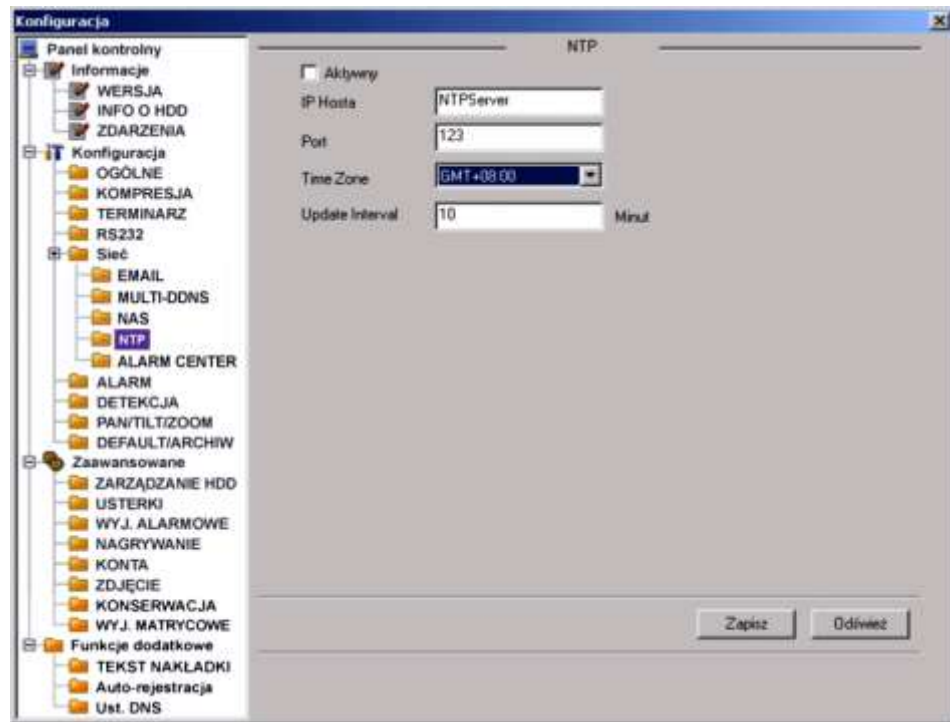 Konfiguracja
Panel kontrolny
Informacje
WERSJA
INFO O HDD
ZDARZENIA
Konfiguracja
OGÓLNE
KOMPRESJA
TERMINARZ
RS232
Sieć
EMAIL
MULTI-DDNS
NAS
NTP
ALARM CENTER
ALARM
DETEKCJA
PAN/TILT/ZOOM
DEFAULT/ARCHIW
Zaawansowane
ZARZĄDZANIE HDD
USTERKI
WYJ. ALARMOWE
NAGRYWANIE
KONTA
ZDJĘCIE
KONSERWACJA
WYJ. MATRYCOWE
Funkcje dodatkowe
TEKST NAKŁADKI
Auto-rejestracja
Ust. DNS
NTP
Aktywny
IP Hosta NTPServer
Port 123
Time Zone GMT+08:00
Update Interval 10 Minut
Zapisz Odśwież